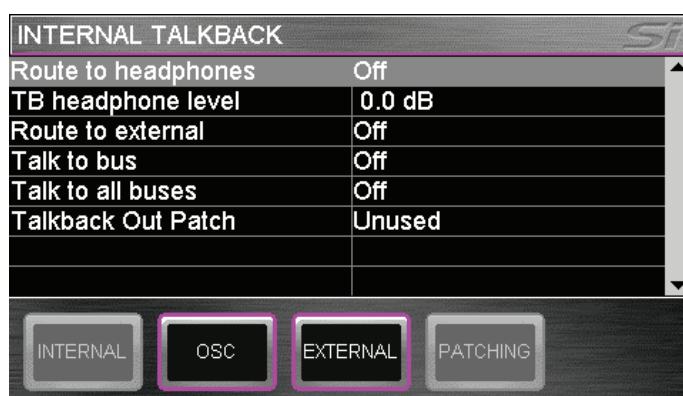 INTERNAL TALKBACK Si
Route to headphones Off
TB headphone level 0.0 dB
Route to external Off
Talk to bus Off
Talk to all buses Off
Talkback Out Patch Unused
INTERNAL OSC EXTERNAL PATCHING